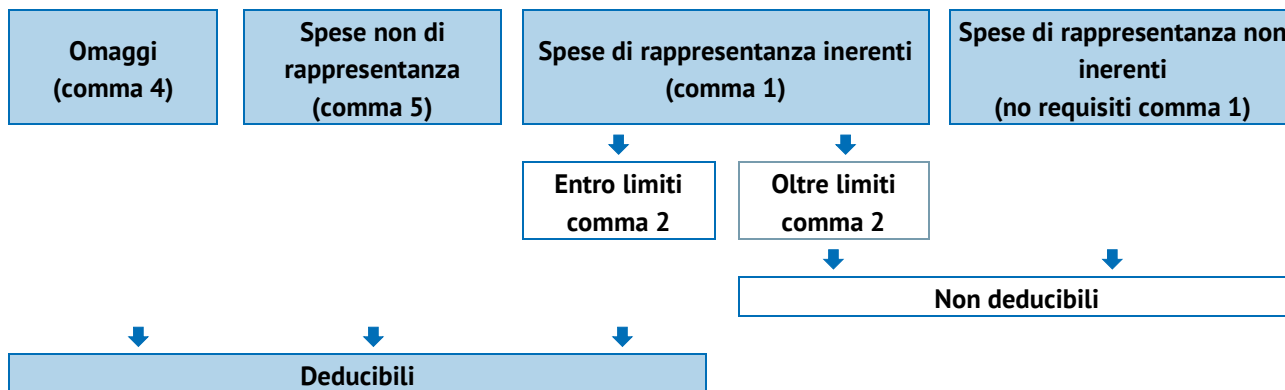 Omaggi
(comma 4)
Spese non di
rappresentanza
(comma 5)
Spese di rappresentanza inerenti
(comma 1)
Spese di rappresentanza non
inerenti
(no requisiti comma 1)
Entro limiti
comma 2
Oltre limiti
comma 2
Non deducibili
Deducibili